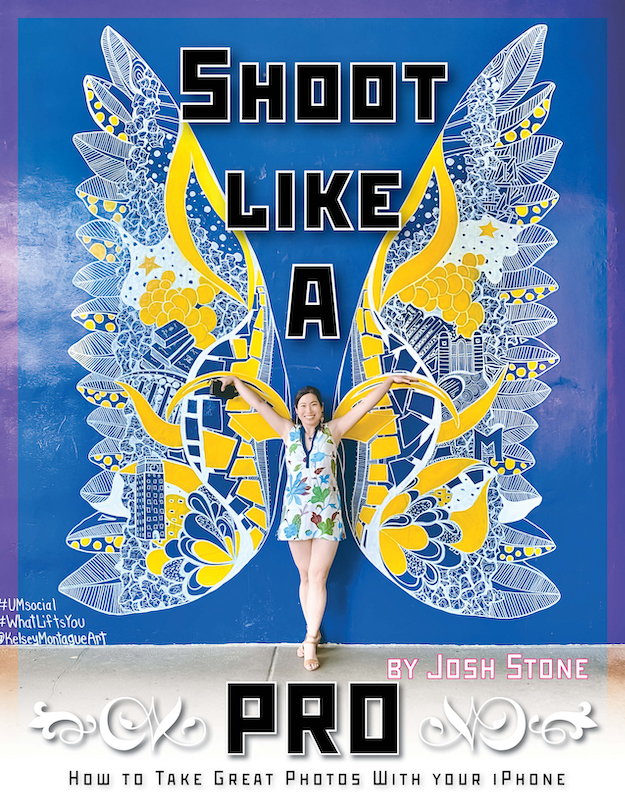 SHOOT
LIKE
A
M
#UMsocial
#WhatLiftsYou
@KelseyMontagueArt
BY JOSH STONE
PRO
HOW TO TAKE GREAT PHOTOS WITH YOUR IPHONE